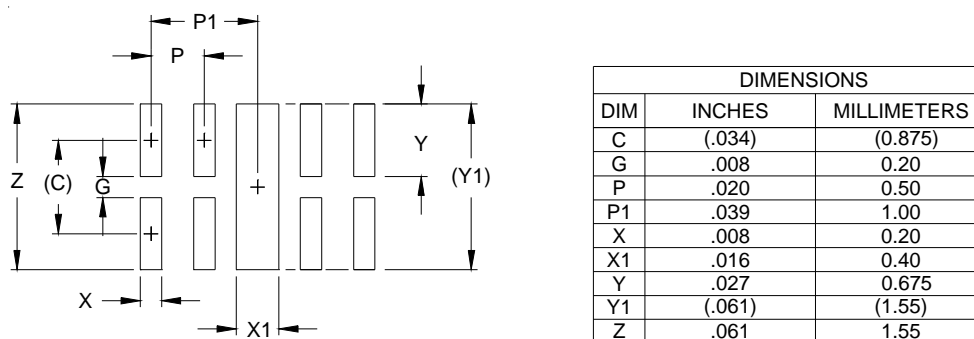 P1
P
Z
(C)
G
Y
(Y1)
X
X1
DIMENSIONS
DIM INCHES MILLIMETERS
C (.034) (0.875)
G .008 0.20
P .020 0.50
P1 .039 1.00
X .008 0.20
X1 .016 0.40
Y .027 0.675
Y1 (.061) (1.55)
Z .061 1.55